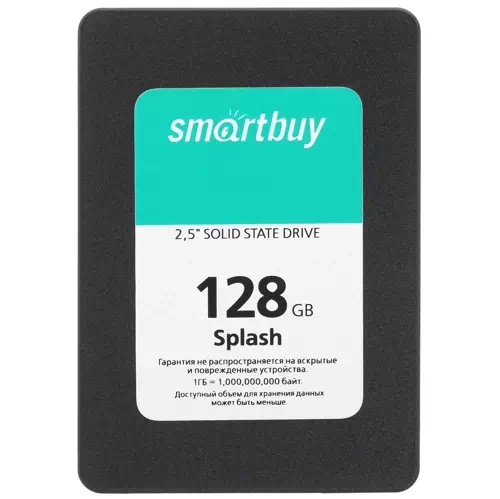 smartbuy
2,5" SOLID STATE DRIVE
128 GB
Splash
Гарантия не распространяется на вскрытые
и поврежденные устройства.
1ГБ = 1,000,000,000 байт.
Доступный объем для хранения данных
может быть меньше.